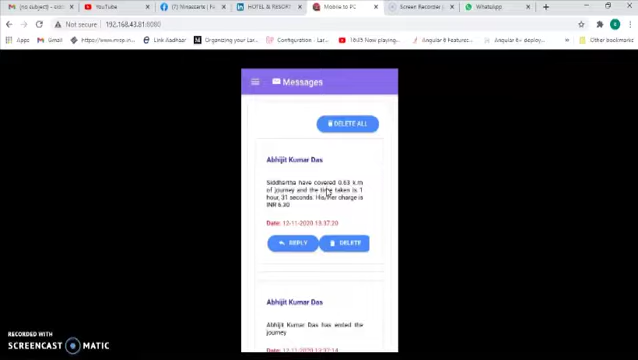 [no subject] - sidd
YouTube
HOTEL & RESORT
Mobile to PC
Screen Recorder
WhatsApp
Not secure
192.168.43.81:8080
Apps
Gmail
Link Aadhaar
Organizing your Lar
Configuration - Lar
16:25 Now playing
Angular 8 Features
Angular 6+ deploy
Other bookmarks
Messages
DELETE ALL
Abhijit Kumar Das
Siddhartha have covered 0.63 k.m
of journey and the time taken is 1
hour, 31 seconds. His/Her charge is
INR 6.30
Date: 12-11-2020 13:37:20
REPLY
DELETE
Abhijit Kumar Das
Abhijit Kumar Das has ended the
journey
RECORDED WITH
SCREENCAST MATIC